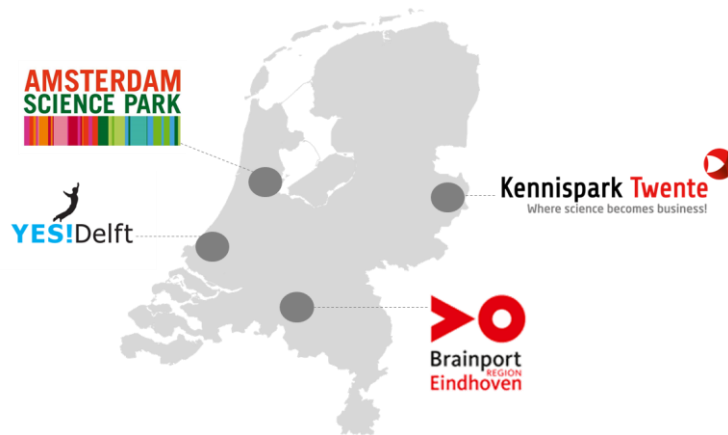 AMSTERDAM
SCIENCE PARK
YES!Delft
Kennispark Twente
Where science becomes business!
Brainport
REGION
Eindhoven